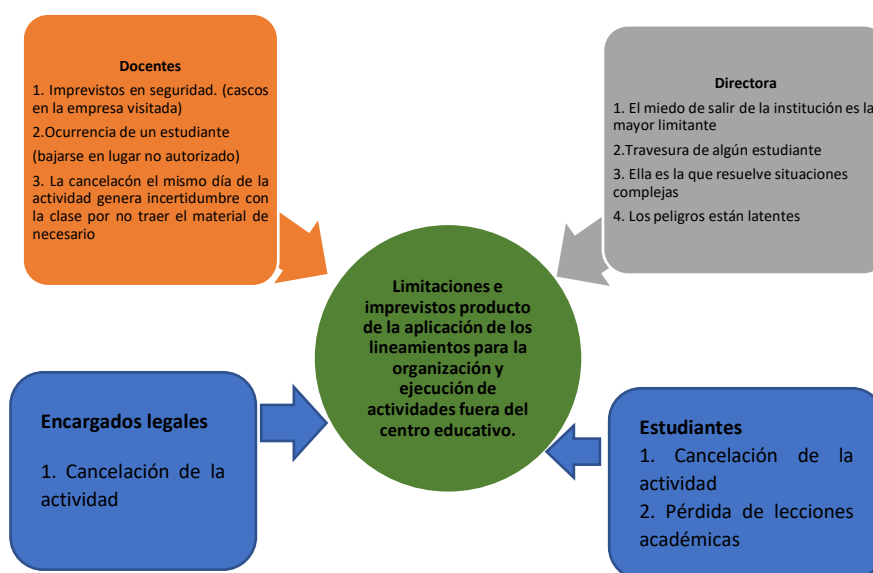 Docentes
1. Imprevistos en seguridad. (cascos
en la empresa visitada)
2.Ocurrencia de un estudiante
(bajarse en lugar no autorizado)
3. La cancelacón el mismo día de la
actividad genera incertidumbre con
la clase por no traer el material de
necesario
Directora
1. El miedo de salir de la institución es la
mayor limitante
2.Travesura de algún estudiante
3. Ella es la que resuelve situaciones
complejas
4. Los peligros están latentes
Limitaciones e
imprevistos producto
de la aplicación de los
lineamientos para la
organización y
ejecución de
actividades fuera del
centro educativo.
Encargados legales
1. Cancelación de la
actividad
Estudiantes
1. Cancelación de la
actividad
2. Pérdida de lecciones
académicas